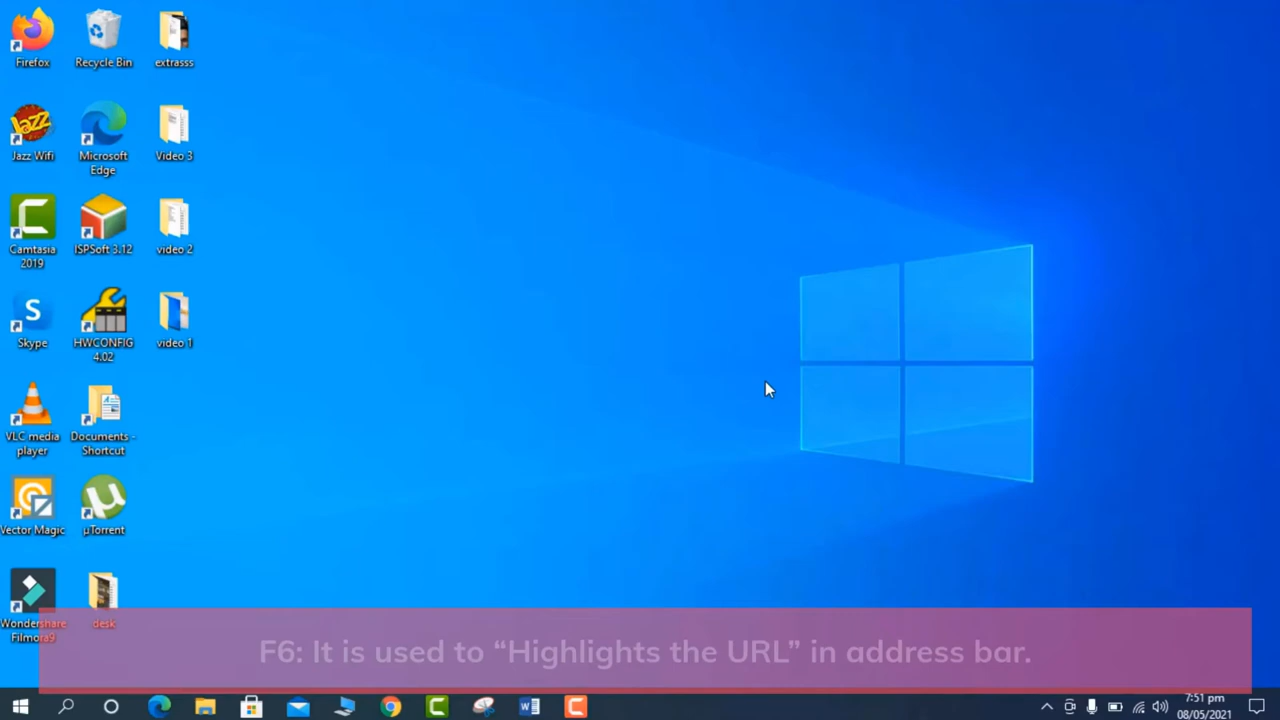 Firefox
Recycle Bin
extrasss
Jazz
Jazz Wifi
Microsoft
Edge
Video 3
Camtasia
2019
ISPSoft 3.12
video 2
S
Skype
HWCONFIG
4.02
video 1
VLC media
player
Documents -
Shortcut
Vector Magic
µTorrent
Wondershare
Filmora9
desk
F6: It is used to “Highlights the URL” in address bar.
7:51 pm
08/05/2021